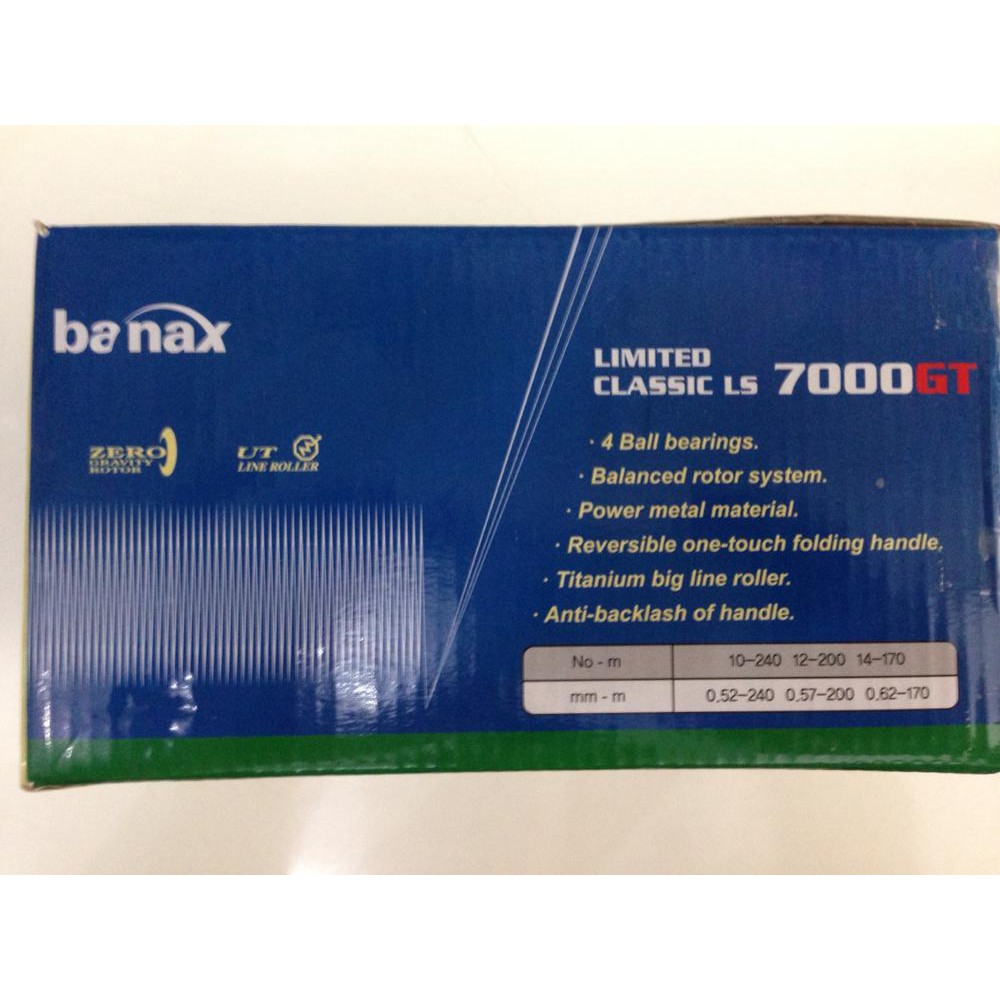 banax
ZERO
GRAVITY
ROTOR
UT
LINE ROLLER
LIMITED
CLASSIC LS 7000GT
· 4 Ball bearings.
· Balanced rotor system.
· Power metal material.
· Reversible one-touch folding handle.
· Titanium big line roller.
· Anti-backlash of handle.
No - m 10-240 12-200 14-170
mm - m 0.52-240 0.57-200 0.62-170